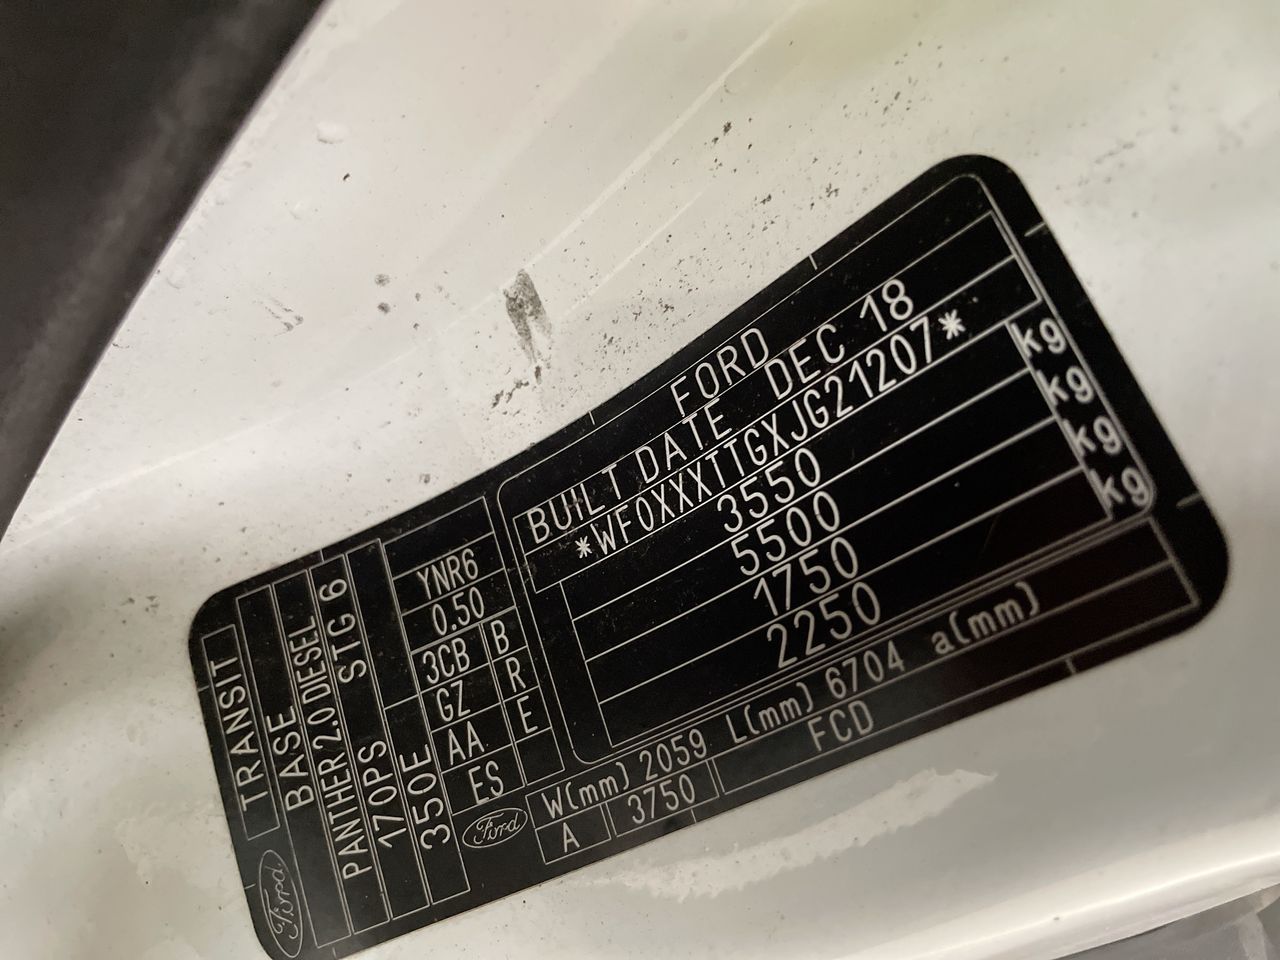 FORD
BUILT DATE DEC 18
*WF0XXXTTGXJG21207*
3550 kg
5500 kg
1750 kg
2250 kg
W(mm) 2059 L(mm) 6704 a(mm)
A 3750 FCD
YNR6
0.50
3CB B
GZ R
AA E
ES
Ford
TRANSIT
BASE
PANTHER 2.0 DIESEL
STG 6
170PS
350E
Ford